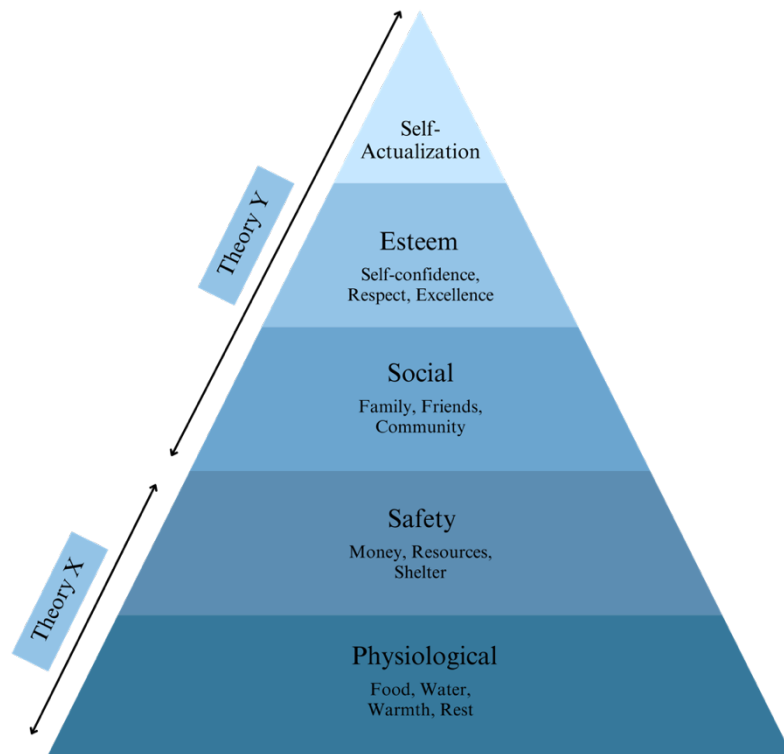 Self-
Actualization
Theory Y
Esteem
Self-confidence,
Respect, Excellence
Social
Family, Friends,
Community
Safety
Money, Resources,
Shelter
Theory X
Physiological
Food, Water,
Warmth, Rest